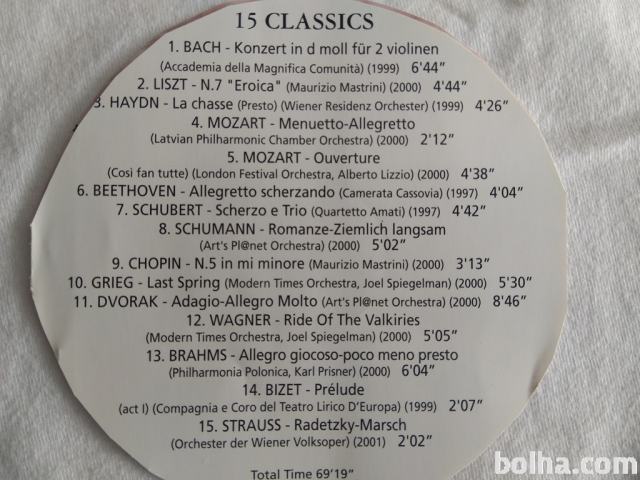 15 CLASSICS
1. BACH - Konzert in d moll für 2 violinen
(Accademia della Magnifica Comunità) (1999) 6'44"
2. LISZT - N.7 "Eroica" (Maurizio Mastrini) (2000) 4'44"
3. HAYDN - La chasse (Presto) (Wiener Residenz Orchester) (1999) 4'26"
4. MOZART - Menuetto-Allegretto
(Latvian Philharmonic Chamber Orchestra) (2000) 2'12"
5. MOZART - Ouverture
(Così fan tutte) (London Festival Orchestra, Alberto Lizzio) (2000) 4'38"
6. BEETHOVEN - Allegretto scherzando (Camerata Cassovia) (1997) 4'04"
7. SCHUBERT - Scherzo e Trio (Quartetto Amati) (1997) 4'42"
8. SCHUMANN - Romanze-Ziemlich langsam
(Art's Pl@net Orchestra) (2000) 5'02"
9. CHOPIN - N.5 in mi minore (Maurizio Mastrini) (2000) 3'13"
10. GRIEG - Last Spring (Modern Times Orchestra, Joel Spiegelman) (2000) 5'30"
11. DVORAK - Adagio-Allegro Molto (Art's Pl@net Orchestra) (2000) 8'46"
12. WAGNER - Ride Of The Valkiries
(Modern Times Orchestra, Joel Spiegelman) (2000) 5'05"
13. BRAHMS - Allegro giocoso-poco meno presto
(Philharmonia Polonica, Karl Prisner) (2000) 6'04"
14. BIZET - Prélude
(act I) (Compagnia e Coro del Teatro Lirico D'Europa) (1999) 2'07"
15. STRAUSS - Radetzky-Marsch
(Orchester der Wiener Volksoper) (2001) 2'02"
Total Time 69'19"
bolha.com